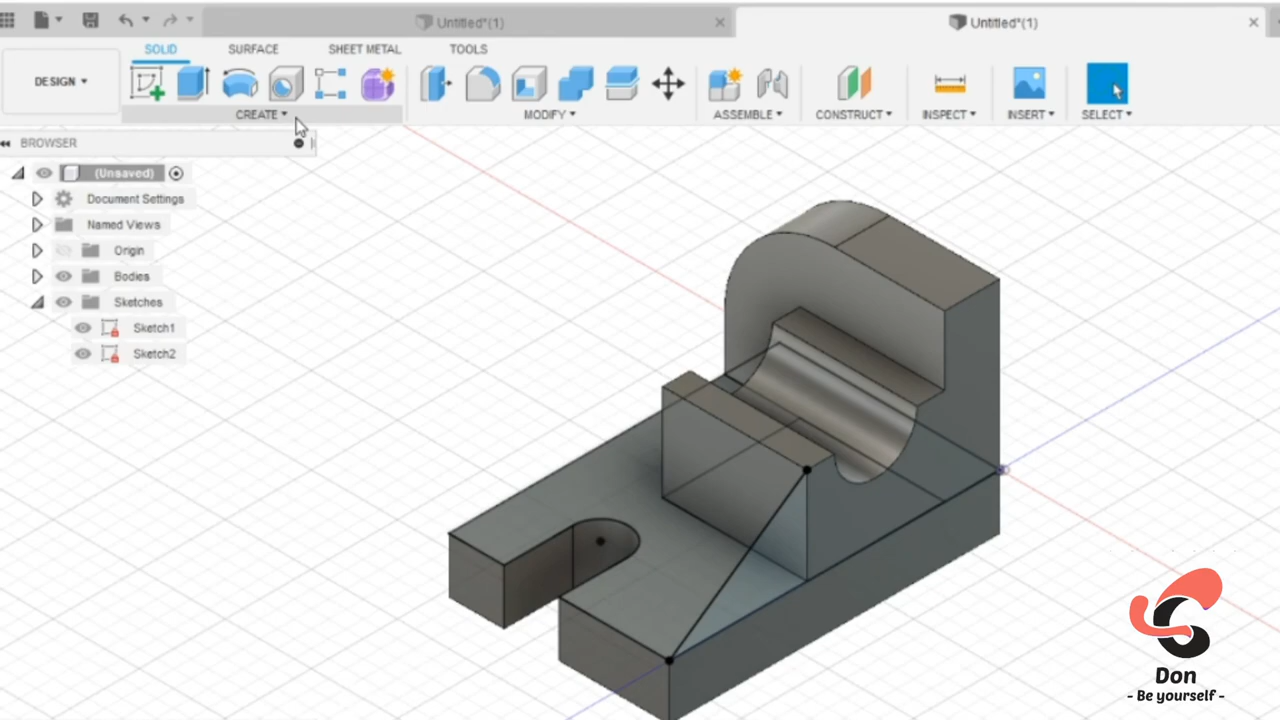 Untitled*(1)
Untitled*(1)
SOLID
SURFACE
SHEET METAL
TOOLS
DESIGN
CREATE
MODIFY
ASSEMBLE
CONSTRUCT
INSPECT
INSERT
SELECT
BROWSER
(Unsaved)
Document Settings
Named Views
Origin
Bodies
Sketches
Sketch1
Sketch2
Don
- Be yourself -